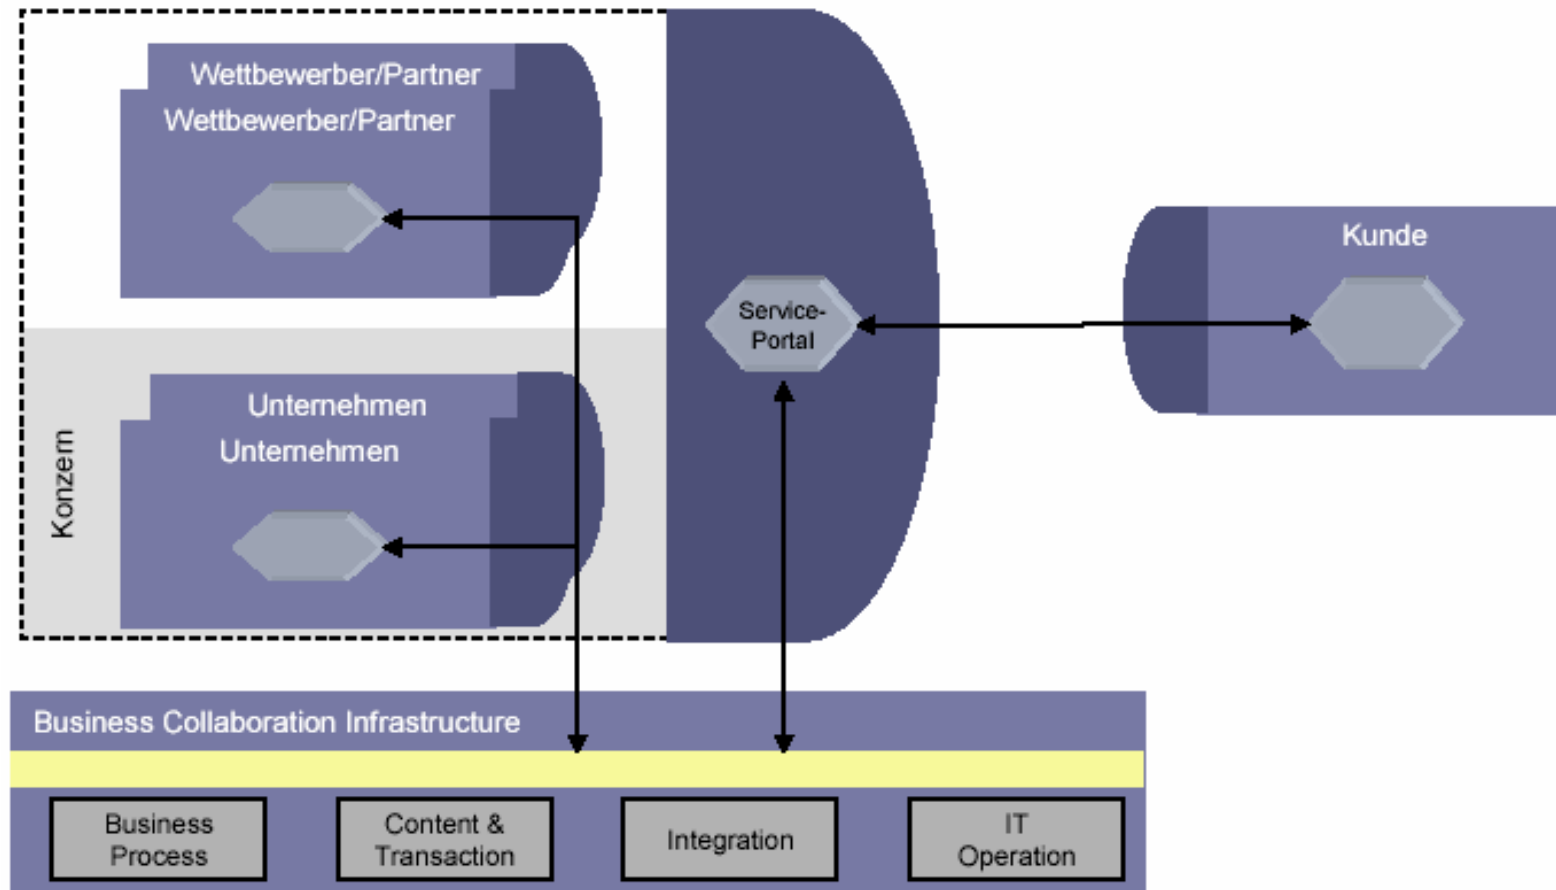 Wettbewerber/Partner
Wettbewerber/Partner
Kunde
Service-
Portal
Unternehmen
Unternehmen
Konzern
Business Collaboration Infrastructure
Business
Process
Content &
Transaction
Integration
IT
Operation